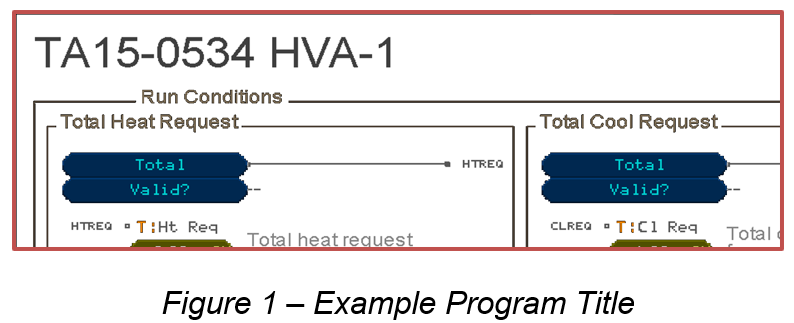 TA15-0534 HVA-1
Run Conditions
Total Heat Request
Total
Valid?
HTREQ
HTREQ T:Ht Req
Total heat request
Total Cool Request
Total
Valid?
CLREQ T:Cl Req
Total
Figure 1 – Example Program Title